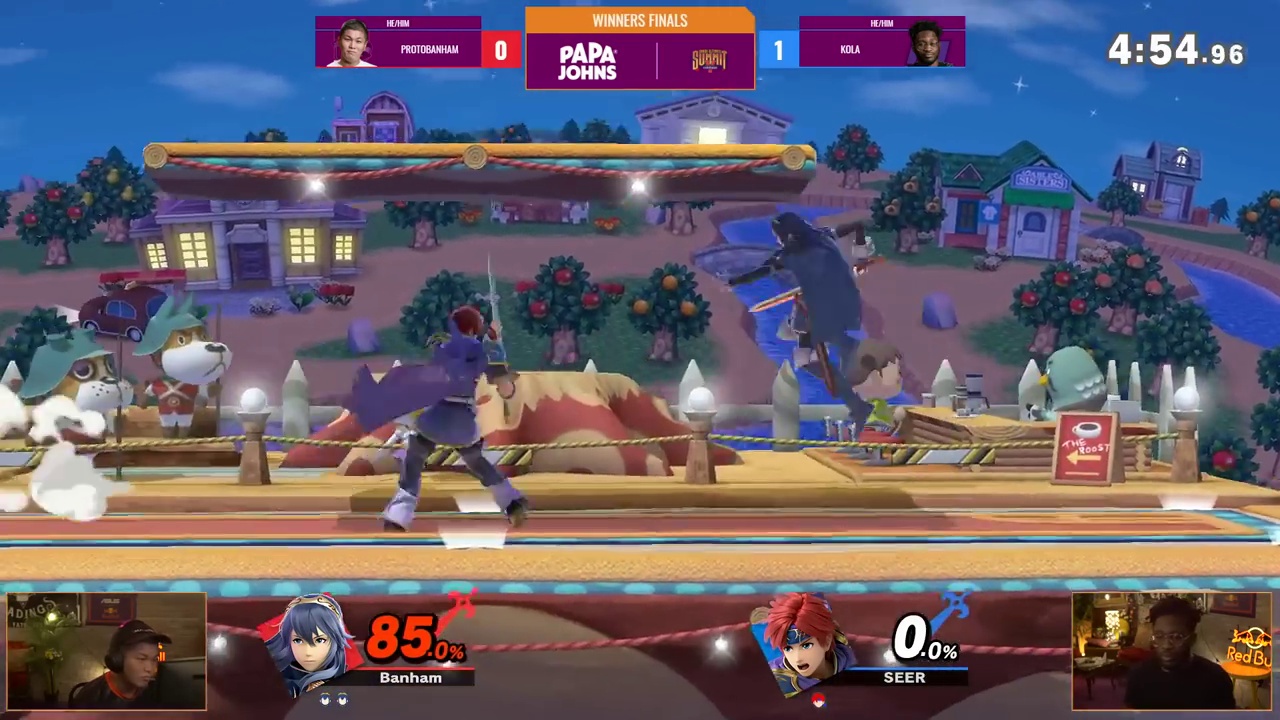 HE/HIM
PROTOBANHAM
0
WINNERS FINALS
PAPA JOHNS
SUMMIT
1
HE/HIM
KOLA
4:54.96
ABLE SISTERS
THE ROOST
85.0%
Banham
0.0%
SEER
Red Bu